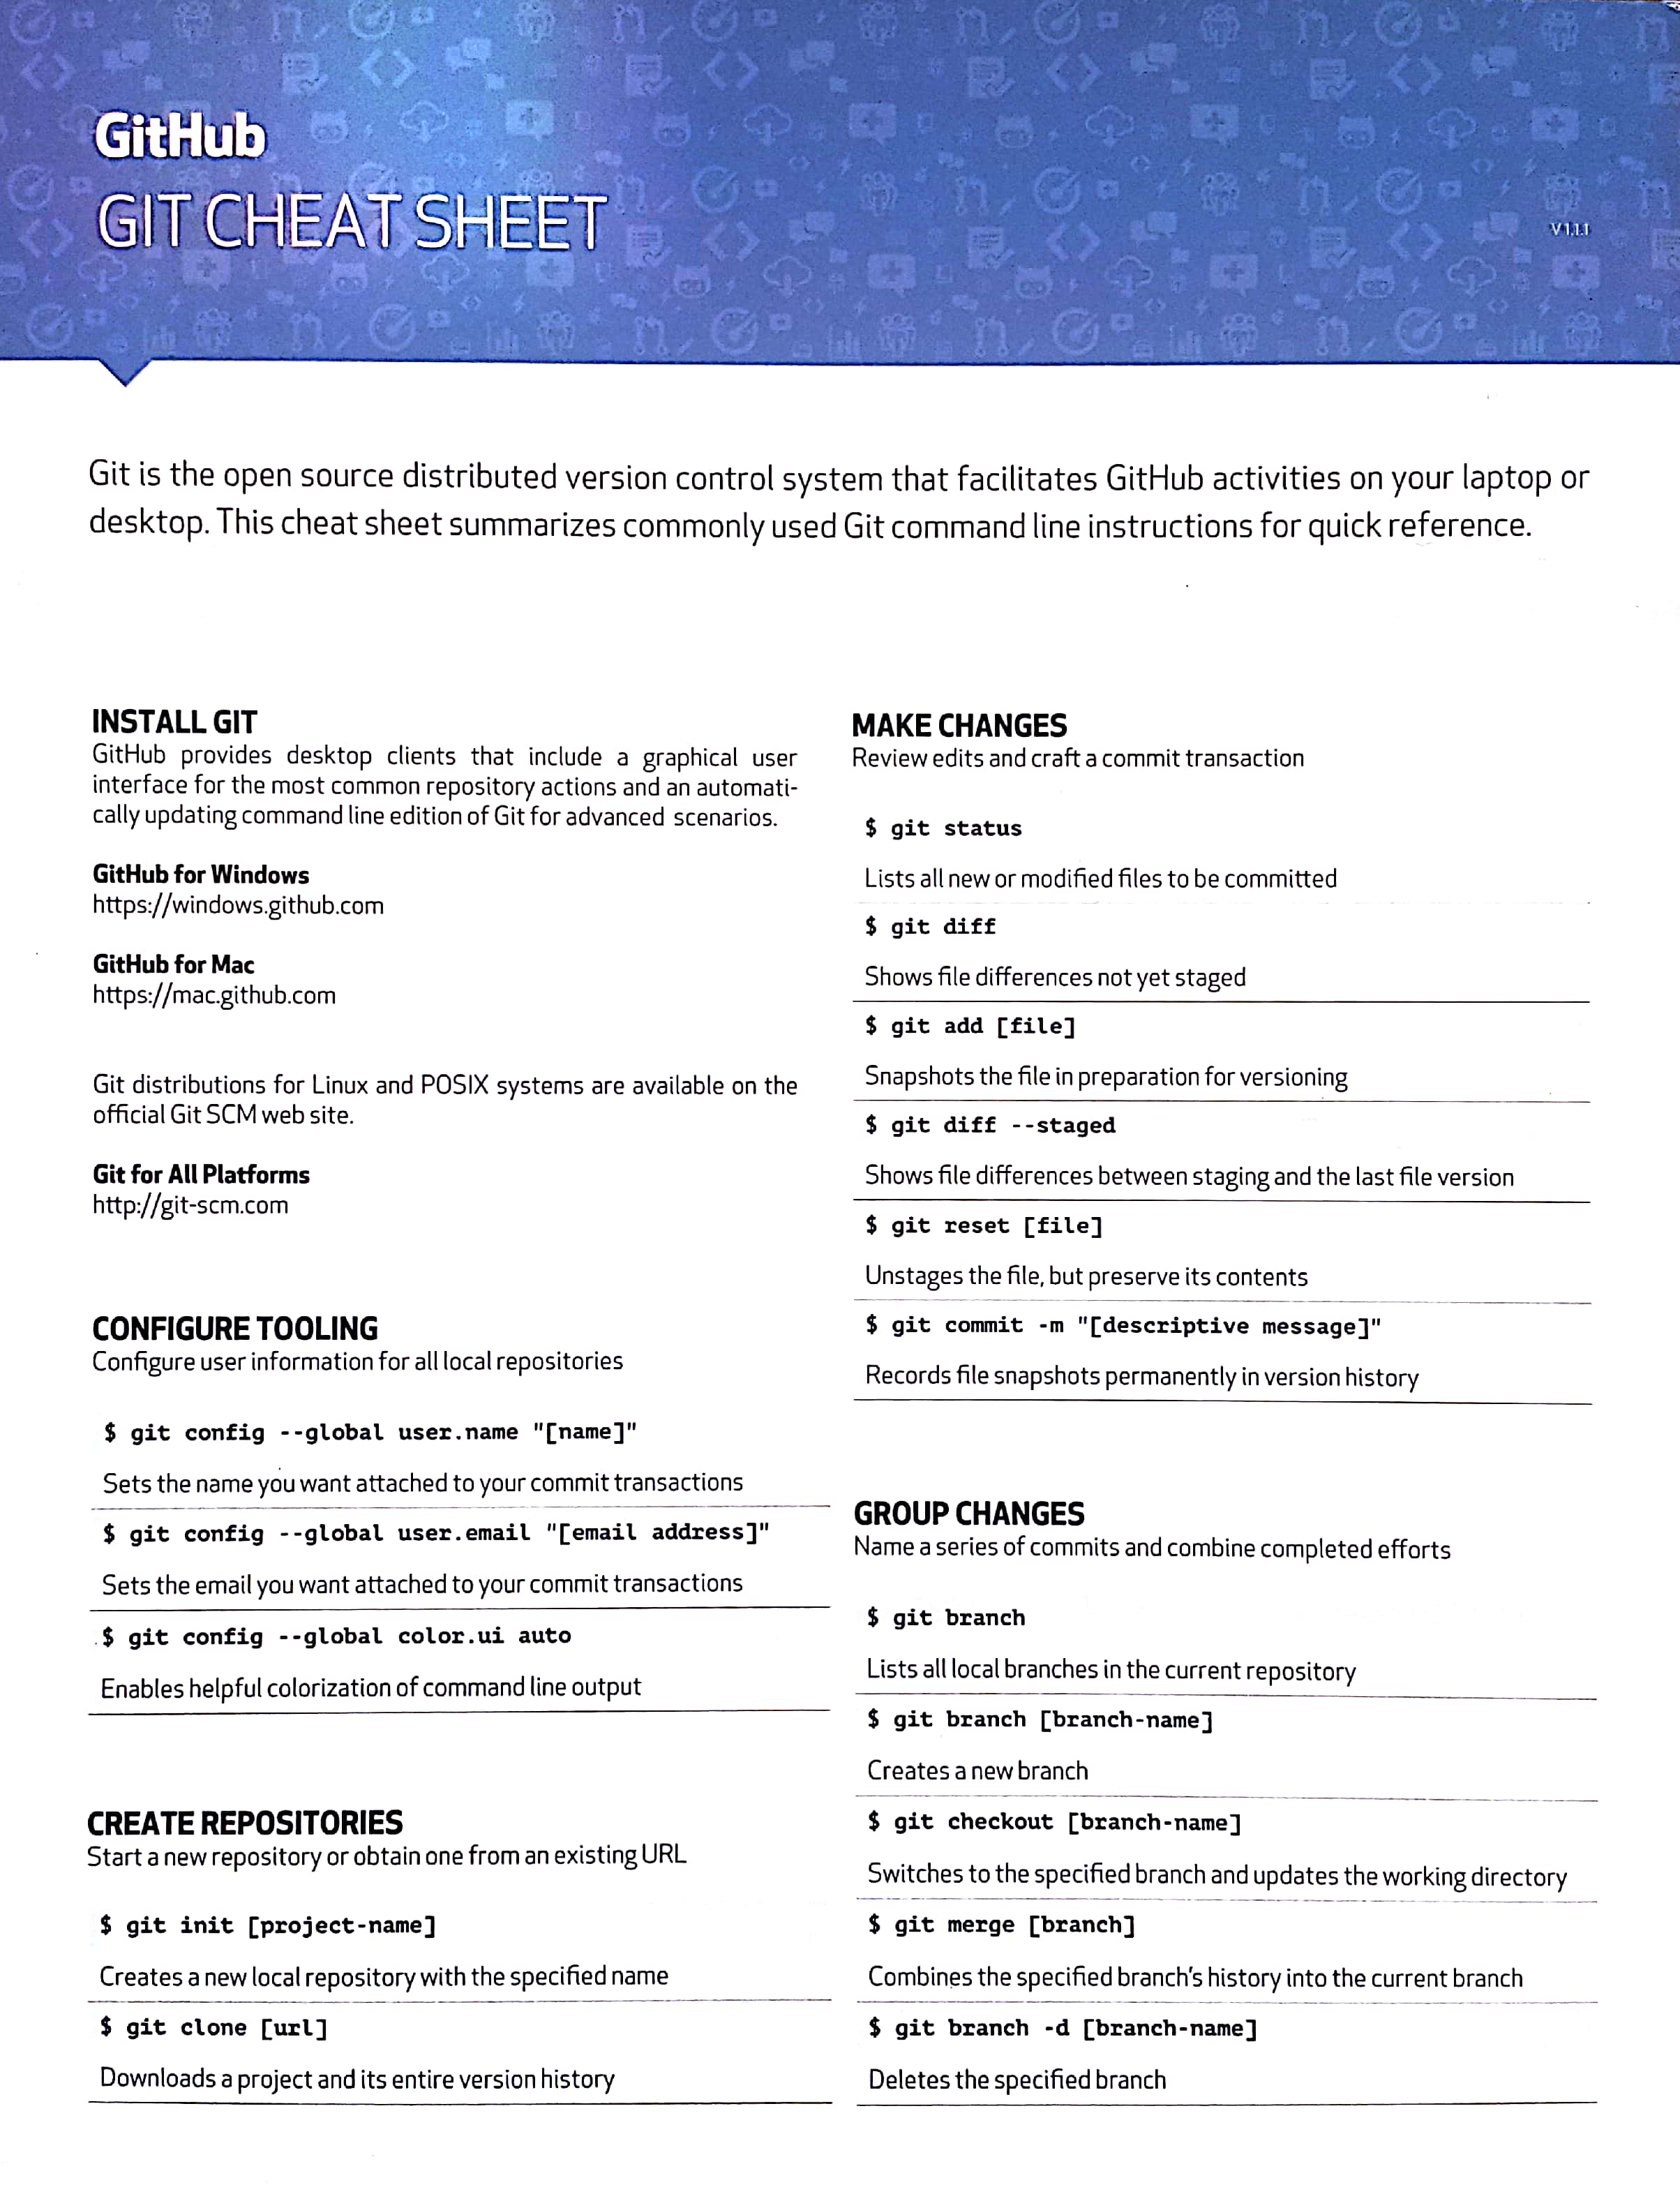 GitHub
GIT CHEAT SHEET
V 1.1.1
Git is the open source distributed version control system that facilitates GitHub activities on your laptop or
desktop. This cheat sheet summarizes commonly used Git command line instructions for quick reference.
INSTALL GIT
GitHub provides desktop clients that include a graphical user
interface for the most common repository actions and an automati-
cally updating command line edition of Git for advanced scenarios.
GitHub for Windows
https://windows.github.com
GitHub for Mac
https://mac.github.com
Git distributions for Linux and POSIX systems are available on the
official Git SCM web site.
Git for All Platforms
http://git-scm.com
CONFIGURE TOOLING
Configure user information for all local repositories
$ git config --global user.name "[name]"
Sets the name you want attached to your commit transactions
$ git config --global user.email "[email address]"
Sets the email you want attached to your commit transactions
$ git config --global color.ui auto
Enables helpful colorization of command line output
CREATE REPOSITORIES
Start a new repository or obtain one from an existing URL
$ git init [project-name]
Creates a new local repository with the specified name
$ git clone [url]
Downloads a project and its entire version history
MAKE CHANGES
Review edits and craft a commit transaction
$ git status
Lists all new or modified files to be committed
$ git diff
Shows file differences not yet staged
$ git add [file]
Snapshots the file in preparation for versioning
$ git diff --staged
Shows file differences between staging and the last file version
$ git reset [file]
Unstages the file, but preserve its contents
$ git commit -m "[descriptive message]"
Records file snapshots permanently in version history
GROUP CHANGES
Name a series of commits and combine completed efforts
$ git branch
Lists all local branches in the current repository
$ git branch [branch-name]
Creates a new branch
$ git checkout [branch-name]
Switches to the specified branch and updates the working directory
$ git merge [branch]
Combines the specified branch's history into the current branch
$ git branch -d [branch-name]
Deletes the specified branch